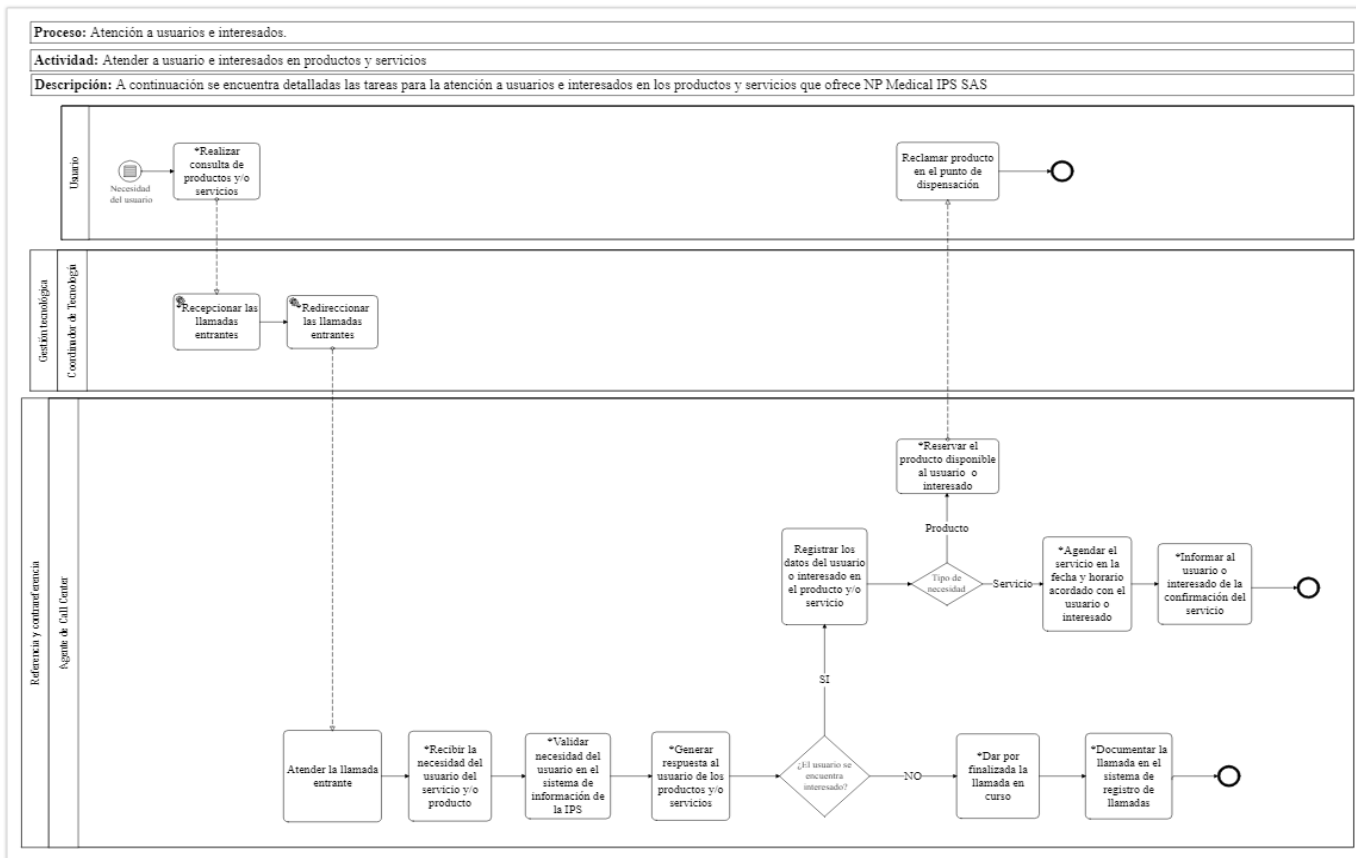 Proceso: Atención a usuarios e interesados.
Actividad: Atender a usuario e interesados en productos y servicios
Descripción: A continuación se encuentra detalladas las tareas para la atención a usuarios e interesados en los productos y servicios que ofrece NP Medical IPS SAS
Usuario
Necesidad
del usuario
*Realizar
consulta de
productos y/o
servicios
Reclamar producto
en el punto de
dispensación
Gestión tecnológica
Coordinador de Tecnología
Recepcionar las
llamadas
entrantes
Redireccionar
las llamadas
entrantes
Referencia y contrareferencia
Agente de Call Center
*Reservar el
producto disponible
al usuario o
interesado
Producto
Registrar los
datos del usuario
o interesado en
el producto y/o
servicio
Tipo de
necesidad
Servicio
*Agendar el
servicio en la
fecha y horario
acordado con el
usuario o
interesado
*Informar al
usuario o
interesado de la
confirmación del
servicio
SI
Atender la llamada
entrante
*Recibir la
necesidad del
usuario del
servicio y/o
producto
*Validar
necesidad del
usuario en el
sistema de
información de
la IPS
*Generar
respuesta al
usuario de los
productos y/o
servicios
¿El usuario se
encuentra
interesado?
NO
*Dar por
finalizada la
llamada en
curso
*Documentar la
llamada en el
sistema de
registro de
llamadas